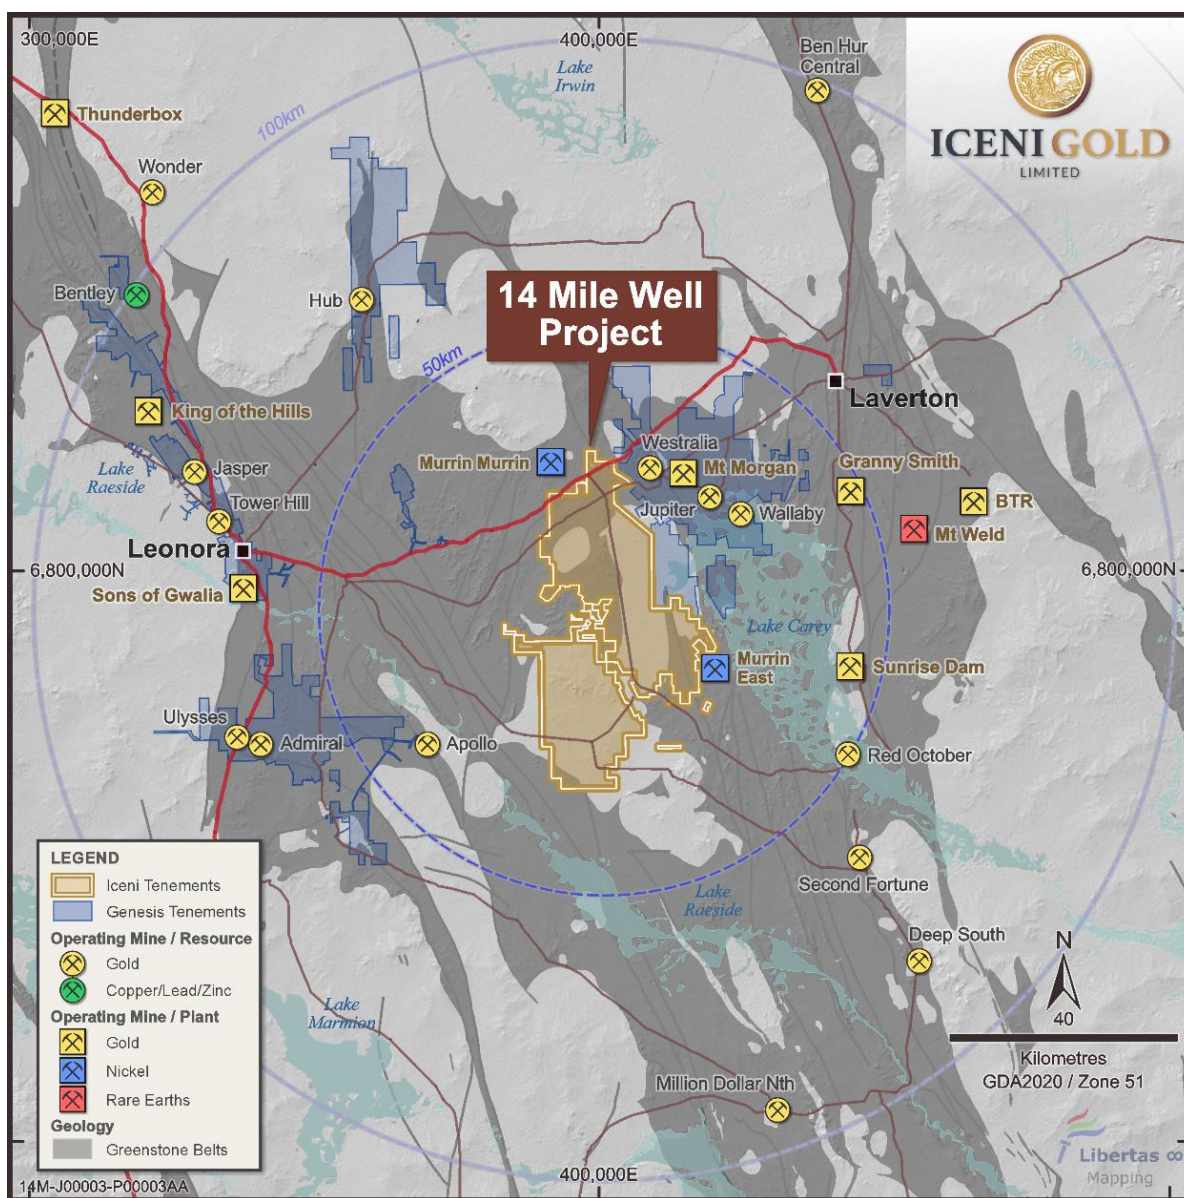 300,000E
400,000E
Ben Hur
Central
Lake
Irwin
ICENI GOLD
LIMITED
100km
Thunderbox
Wonder
Bentley
Hub
14 Mile Well
Project
50km
Laverton
King of the Hills
Westralia
Murrin Murrin
Mt Morgan
Granny Smith
Lake
Raeside
Jasper
Tower Hill
Jupiter
Wallaby
BTR
Mt Weld
Leonora
6,800,000N
6,800,000N
Sons of Gwalia
Lake Carey
Murrin
East
Sunrise Dam
Ulysses
Admiral
Apollo
Red October
LEGEND
Iceni Tenements
Genesis Tenements
Operating Mine / Resource
Gold
Copper/Lead/Zinc
Operating Mine / Plant
Gold
Nickel
Rare Earths
Geology
Greenstone Belts
Second Fortune
Lake
Raeside
Deep South
N
40
Kilometres
GDA2020 / Zone 51
Lake
Marmion
Million Dollar Nth
Libertas
Mapping
400,000E
14M-J00003-P00003AA